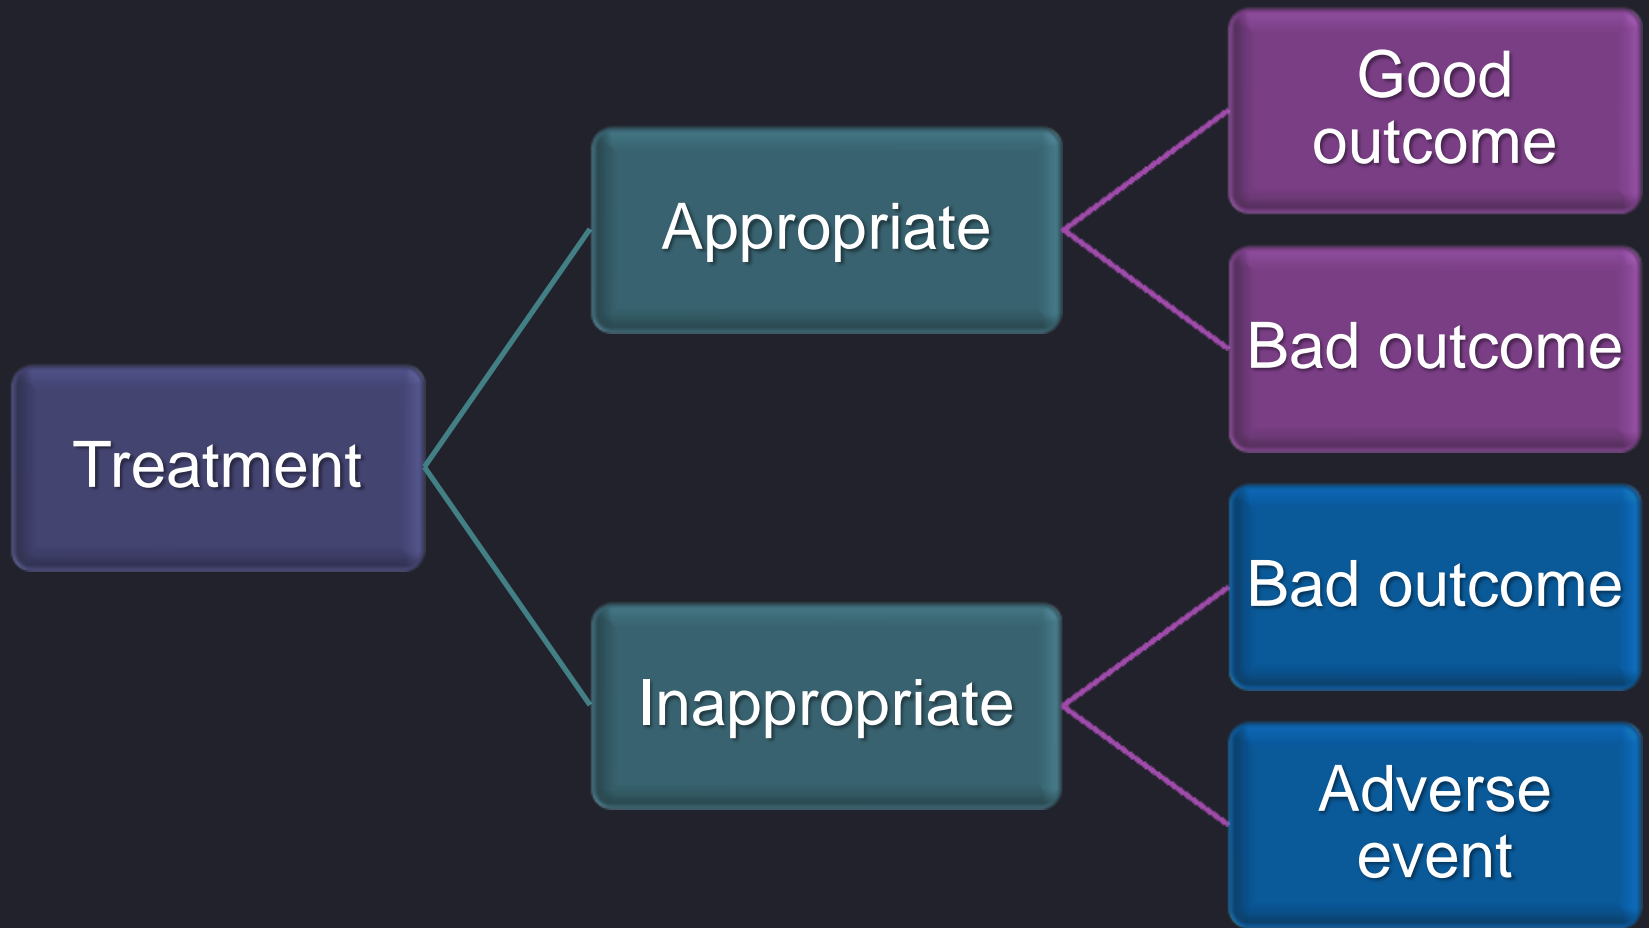 Treatment
Appropriate
Good
outcome
Bad outcome
Inappropriate
Bad outcome
Adverse
event